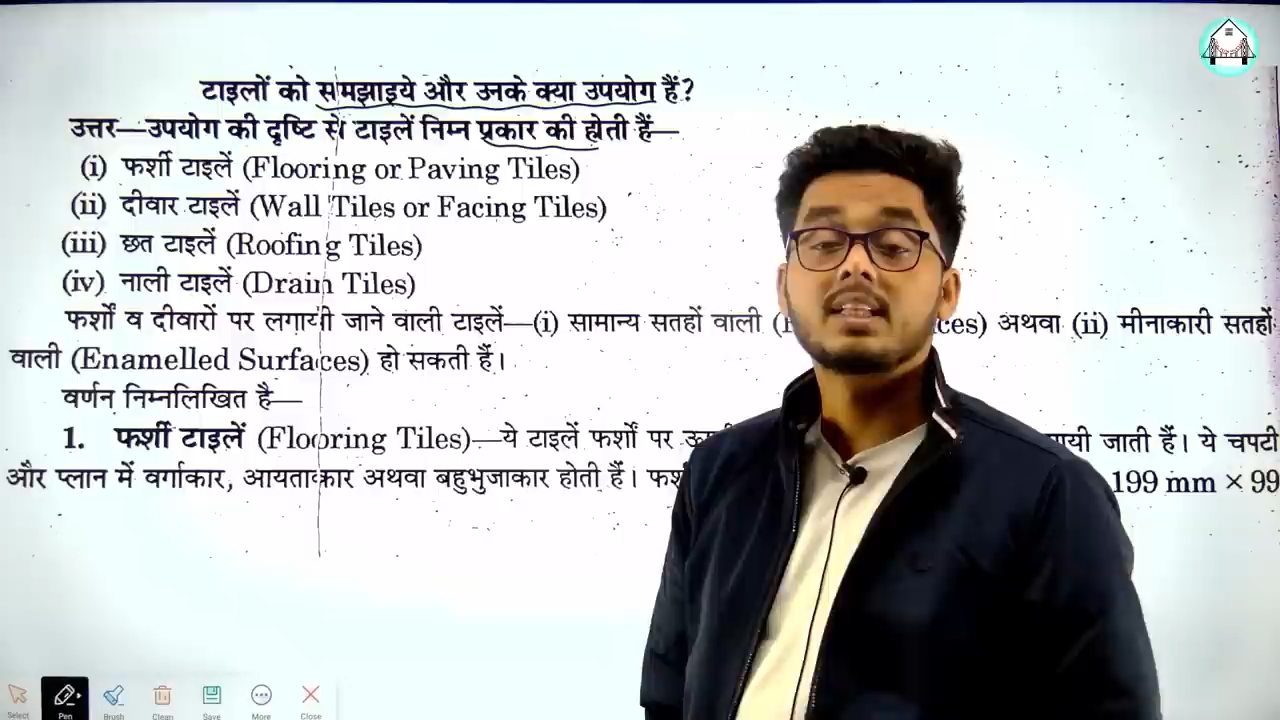 टाइलों को समझाइये और उनके क्या उपयोग हैं?
उत्तर—उपयोग की दृष्टि से टाइलें निम्न प्रकार की होती हैं—
(i) फर्शी टाइलें (Flooring or Paving Tiles)
(ii) दीवार टाइलें (Wall Tiles or Facing Tiles)
(iii) छत टाइलें (Roofing Tiles)
(iv) नाली टाइलें (Drain Tiles)
फर्शों व दीवारों पर लगायी जाने वाली टाइलें—(i) सामान्य सतहों वाली अथवा (ii) मीनाकारी सतहों
वाली (Enamelled Surfaces) हो सकती हैं।
वर्णन निम्नलिखित है—
1. फर्शी टाइलें (Flooring Tiles)—ये टाइलें फर्शों पर जाती हैं। ये चपटी
और प्लान में वर्गाकार, आयताकार अथवा बहुभुजाकार होती हैं। 199 mm × 99
Select Pen Brush Clean Save More Close